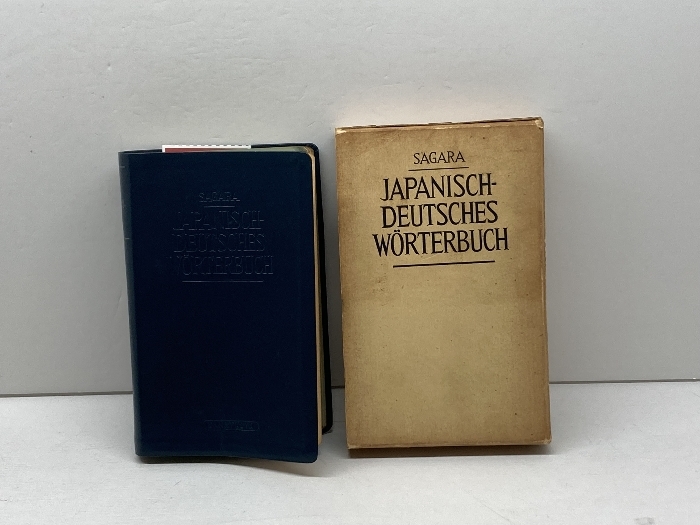 SAGARA
JAPANISCH-
DEUTSCHES
WÖRTERBUCH
SAGARA
JAPANISCH-
DEUTSCHES
WÖRTERBUCH